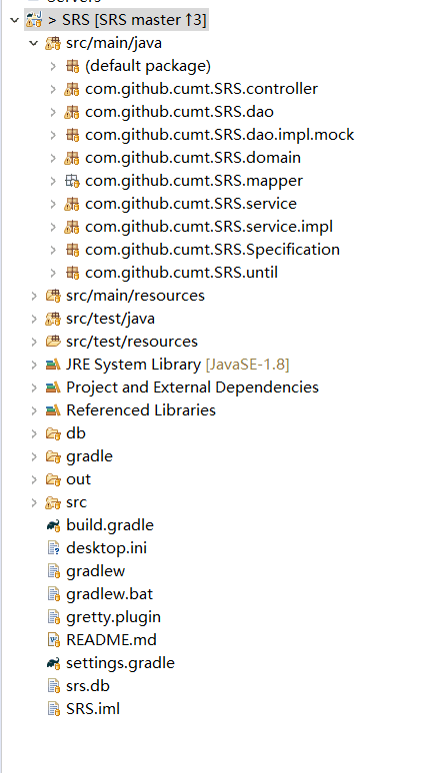 Servers
> SRS [SRS master ↑3]
src/main/java
(default package)
com.github.cumt.SRS.controller
com.github.cumt.SRS.dao
com.github.cumt.SRS.dao.impl.mock
com.github.cumt.SRS.domain
com.github.cumt.SRS.mapper
com.github.cumt.SRS.service
com.github.cumt.SRS.service.impl
com.github.cumt.SRS.Specification
com.github.cumt.SRS.until
src/main/resources
src/test/java
src/test/resources
JRE System Library [JavaSE-1.8]
Project and External Dependencies
Referenced Libraries
db
gradle
out
src
build.gradle
desktop.ini
gradlew
gradlew.bat
gretty.plugin
README.md
settings.gradle
srs.db
SRS.iml